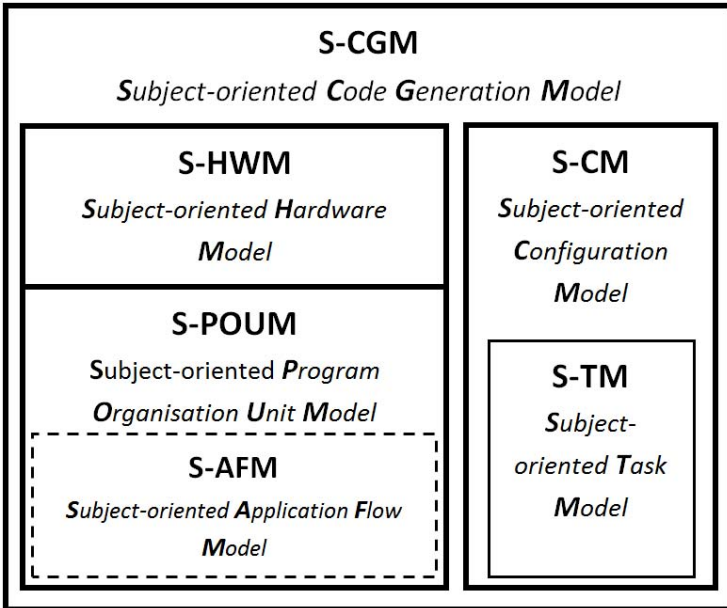 S-CGM
Subject-oriented Code Generation Model
S-HWM
Subject-oriented Hardware
Model
S-POUM
Subject-oriented Program
Organisation Unit Model
S-AFM
Subject-oriented Application Flow
Model
S-CM
Subject-oriented
Configuration
Model
S-TM
Subject-
oriented Task
Model